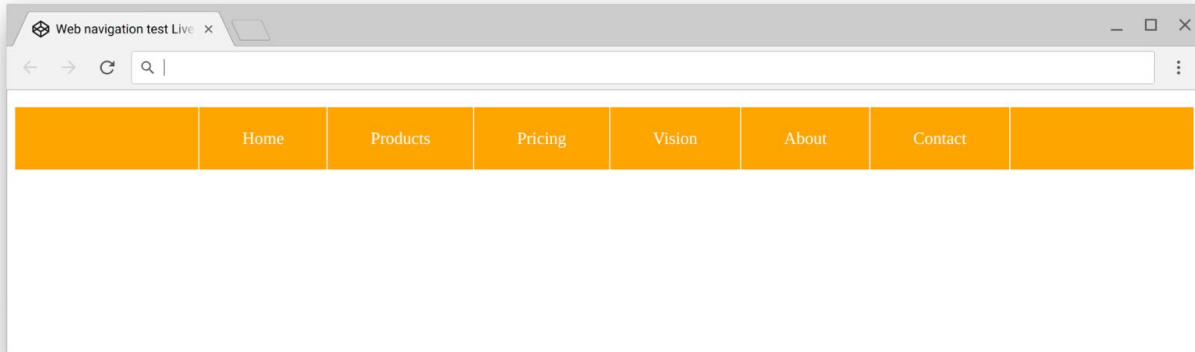 Web navigation test Live
Home Products Pricing Vision About Contact